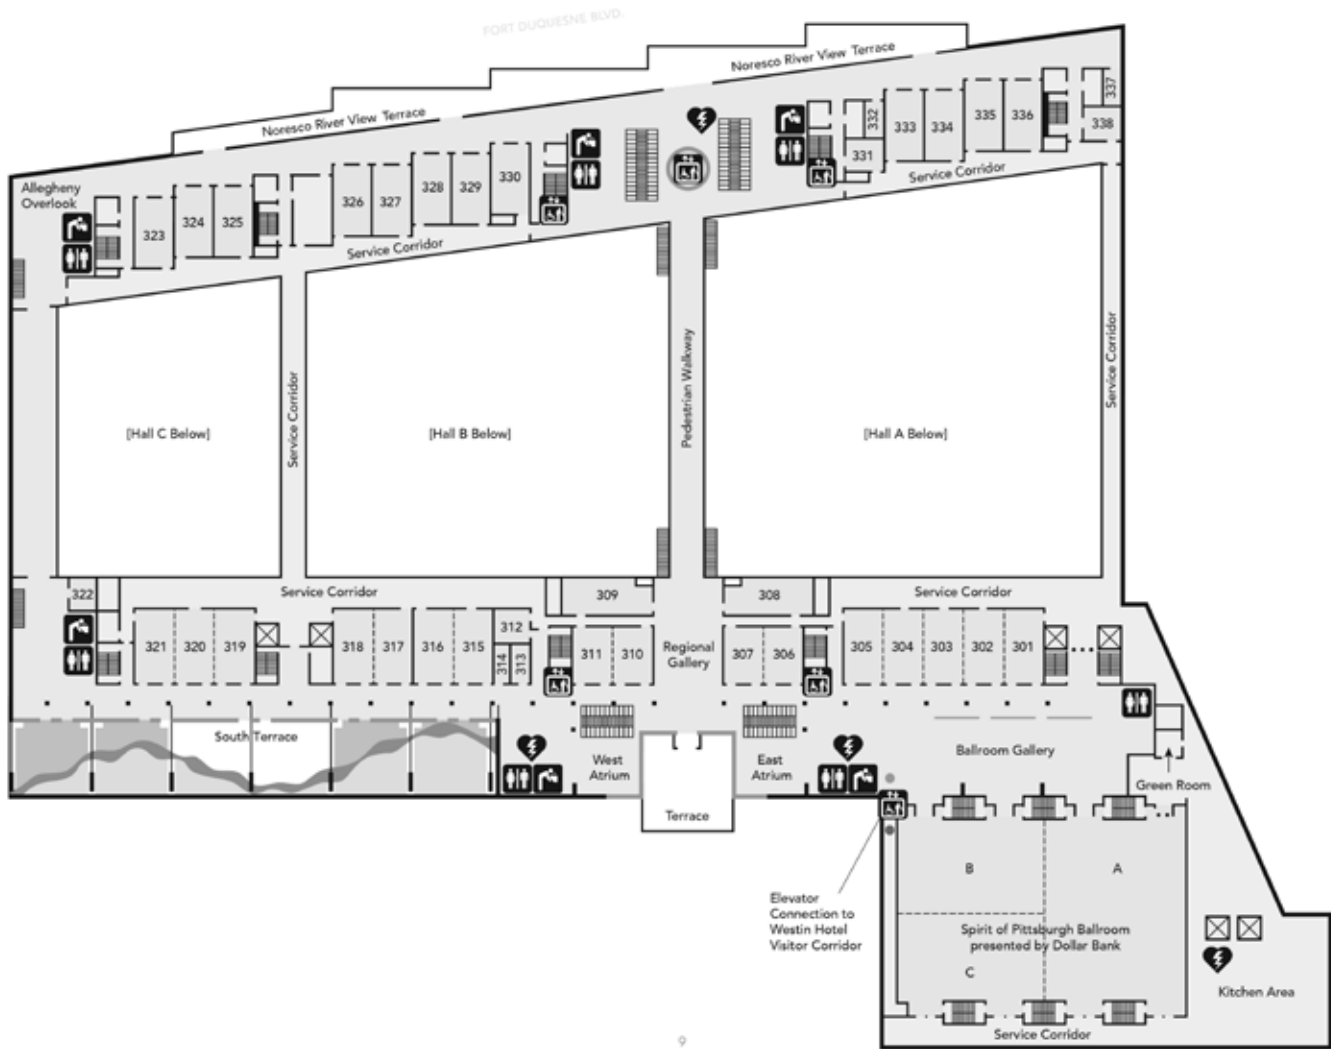 FORT DUQUESNE BLVD.
Noresco River View Terrace
Noresco River View Terrace
337
338
336
335
334
333
332
331
Service Corridor
330
329
328
327
326
Service Corridor
Allegheny
Overlook
325
324
323
[Hall C Below]
Service Corridor
[Hall B Below]
Pedestrian Walkway
[Hall A Below]
Service Corridor
322
Service Corridor
309
308
Service Corridor
321
320
319
318
317
316
315
312
314
313
311
310
Regional
Gallery
307
306
305
304
303
302
301
South Terrace
West
Atrium
East
Atrium
Ballroom Gallery
Green Room
Terrace
B
A
Elevator
Connection to
Westin Hotel
Visitor Corridor
Spirit of Pittsburgh Ballroom
presented by Dollar Bank
C
Kitchen Area
Service Corridor
9